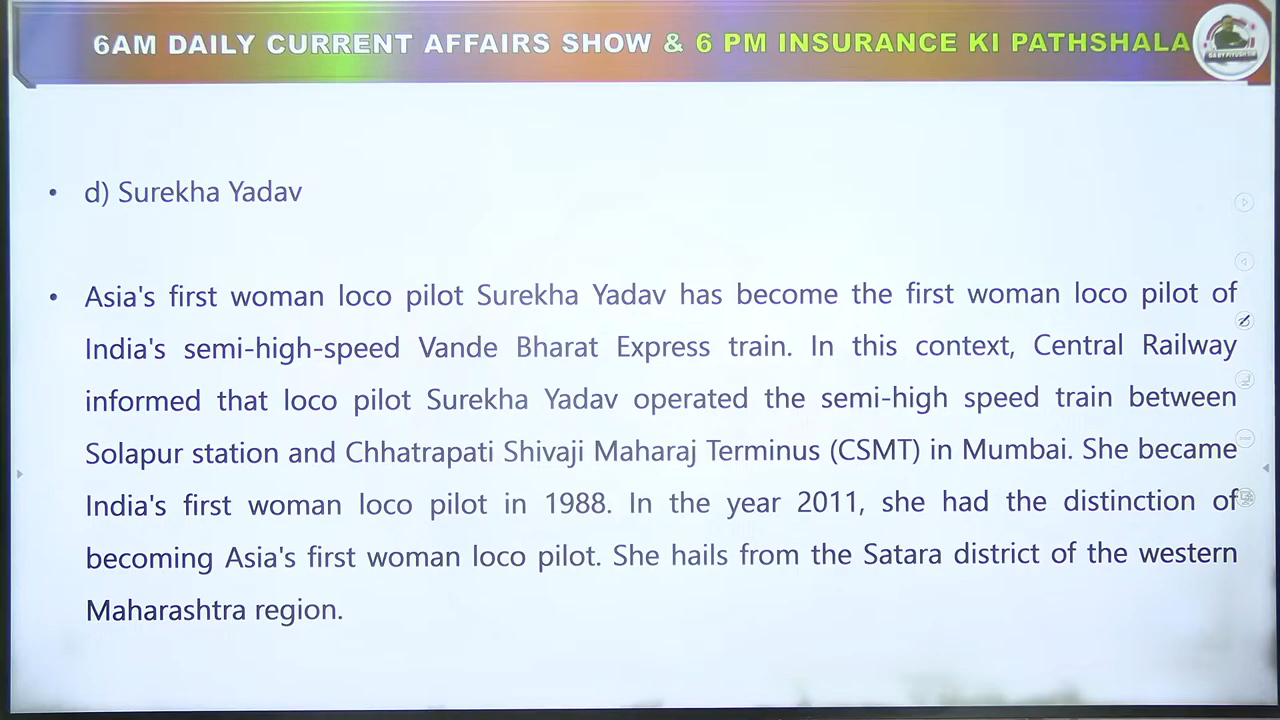 6AM DAILY CURRENT AFFAIRS SHOW & 6 PM INSURANCE KI PATHSHALA
• d) Surekha Yadav
• Asia's first woman loco pilot Surekha Yadav has become the first woman loco pilot of
India's semi-high-speed Vande Bharat Express train. In this context, Central Railway
informed that loco pilot Surekha Yadav operated the semi-high speed train between
Solapur station and Chhatrapati Shivaji Maharaj Terminus (CSMT) in Mumbai. She became
India's first woman loco pilot in 1988. In the year 2011, she had the distinction of
becoming Asia's first woman loco pilot. She hails from the Satara district of the western
Maharashtra region.